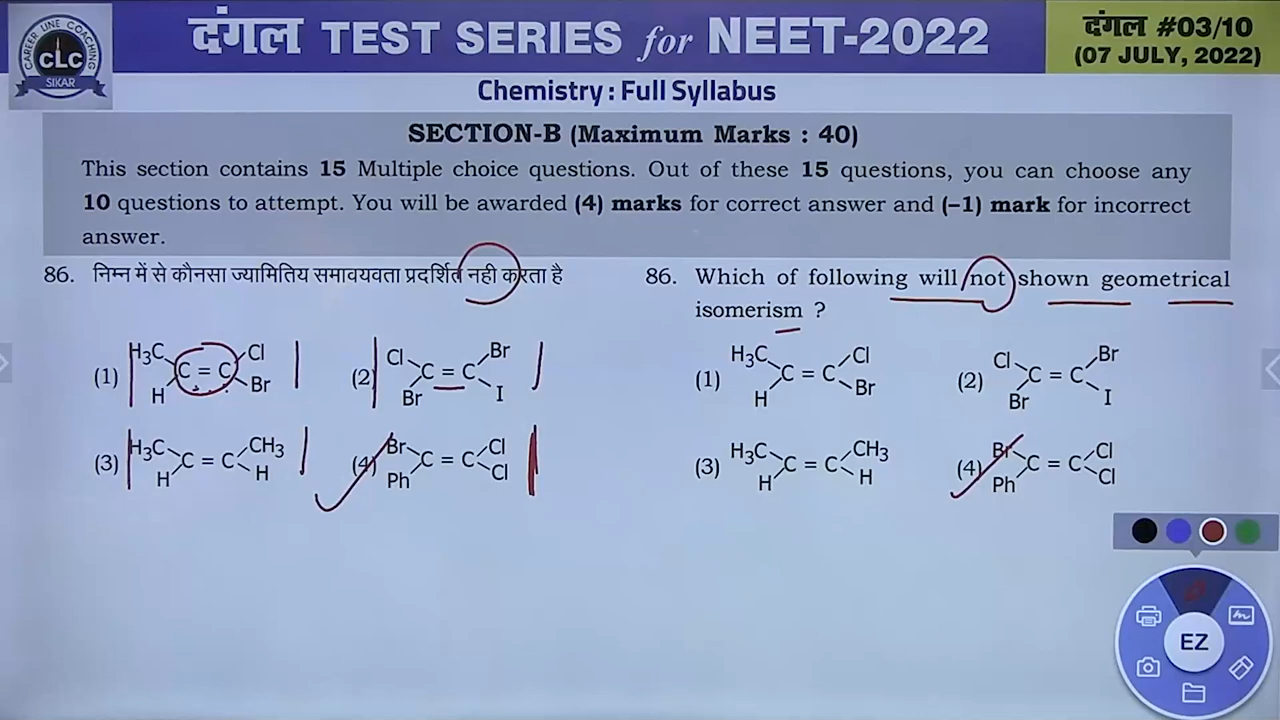 CAREER LINE COACHING
CLC
SIKAR
दंगल TEST SERIES for NEET-2022
दंगल #03/10
(07 JULY, 2022)
Chemistry : Full Syllabus
SECTION-B (Maximum Marks : 40)
This section contains 15 Multiple choice questions. Out of these 15 questions, you can choose any
10 questions to attempt. You will be awarded (4) marks for correct answer and (–1) mark for incorrect
answer.
86. निम्न में से कौनसा ज्यामितिय समावयवता प्रदर्शित नही करता है
(1) H3C H C = C Cl Br
(2) Cl Br C = C Br I
(3) H3C H C = C CH3 H
(4) Br Ph C = C Cl Cl
86. Which of following will not shown geometrical
isomerism ?
(1) H3C H C = C Cl Br
(2) Cl Br C = C Br I
(3) H3C H C = C CH3 H
(4) Br Ph C = C Cl Cl
EZ